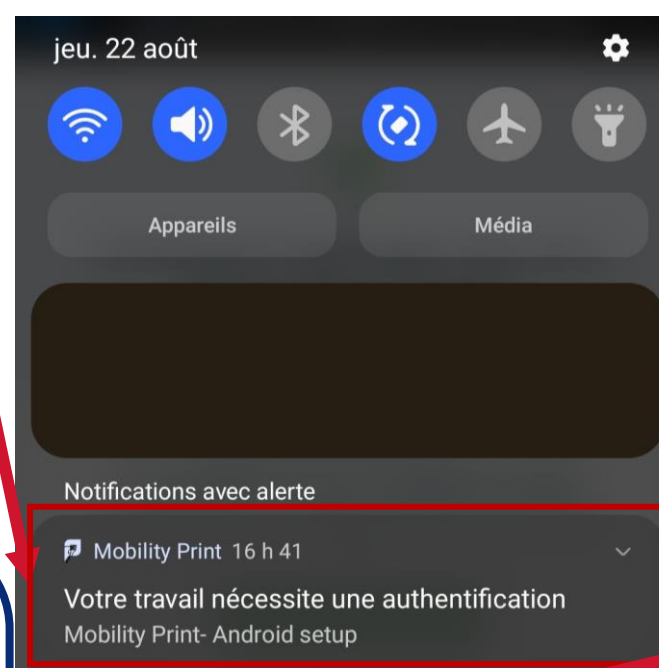 jeu. 22 août
Appareils
Média
Notifications avec alerte
Mobility Print 16 h 41
Votre travail nécessite une authentification
Mobility Print- Android setup